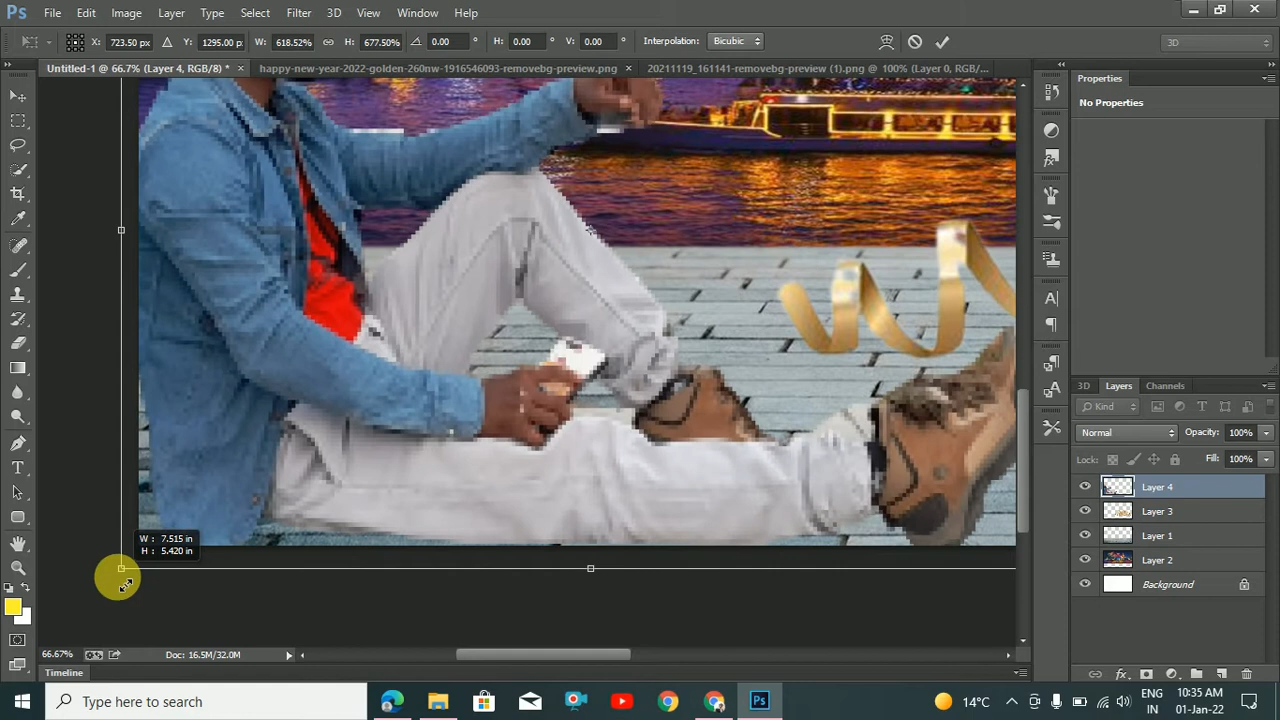 Ps File Edit Image Layer Type Select Filter 3D View Window Help
X: 723.50 px Y: 1295.00 px W: 618.52% H: 677.50% 0.00 ° H: 0.00 ° V: 0.00 ° Interpolation: Bicubic 3D
Untitled-1 @ 66.7% (Layer 4, RGB/8) * × happy-new-year-2022-golden-260nw-1916546093-removebg-preview.png × 20211119_161141-removebg-preview (1).png @ 100% (Layer 0, RGB/...
Properties
No Properties
W : 7.515 in
H : 5.420 in
3D Layers Channels
Kind
Normal Opacity: 100%
Lock: Fill: 100%
Layer 4
Layer 3
Layer 1
Layer 2
Background
66.67% Doc: 16.5M/32.0M
Timeline
Type here to search
Ps
14°C
ENG
IN
10:35 AM
01-Jan-22